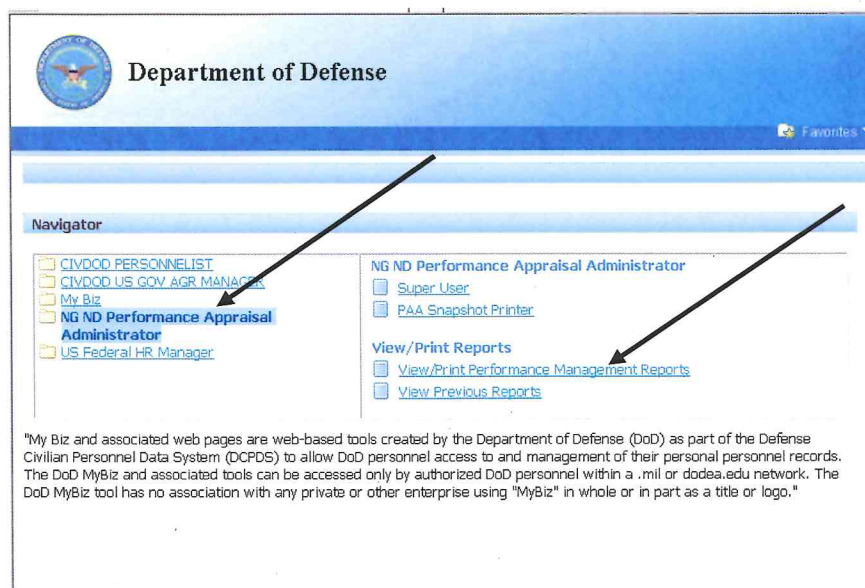 Department of Defense
Favorites
Navigator
CIVDOD PERSONNELIST
CIVDOD US GOV AGR MANAGER
My Biz
NG ND Performance Appraisal
Administrator
US Federal HR Manager
NG ND Performance Appraisal Administrator
Super User
PAA Snapshot Printer
View/Print Reports
View/Print Performance Management Reports
View Previous Reports
"My Biz and associated web pages are web-based tools created by the Department of Defense (DoD) as part of the Defense
Civilian Personnel Data System (DCPDS) to allow DoD personnel access to and management of their personal personnel records.
The DoD MyBiz and associated tools can be accessed only by authorized DoD personnel within a .mil or dodea.edu network. The
DoD MyBiz tool has no association with any private or other enterprise using "MyBiz" in whole or in part as a title or logo."